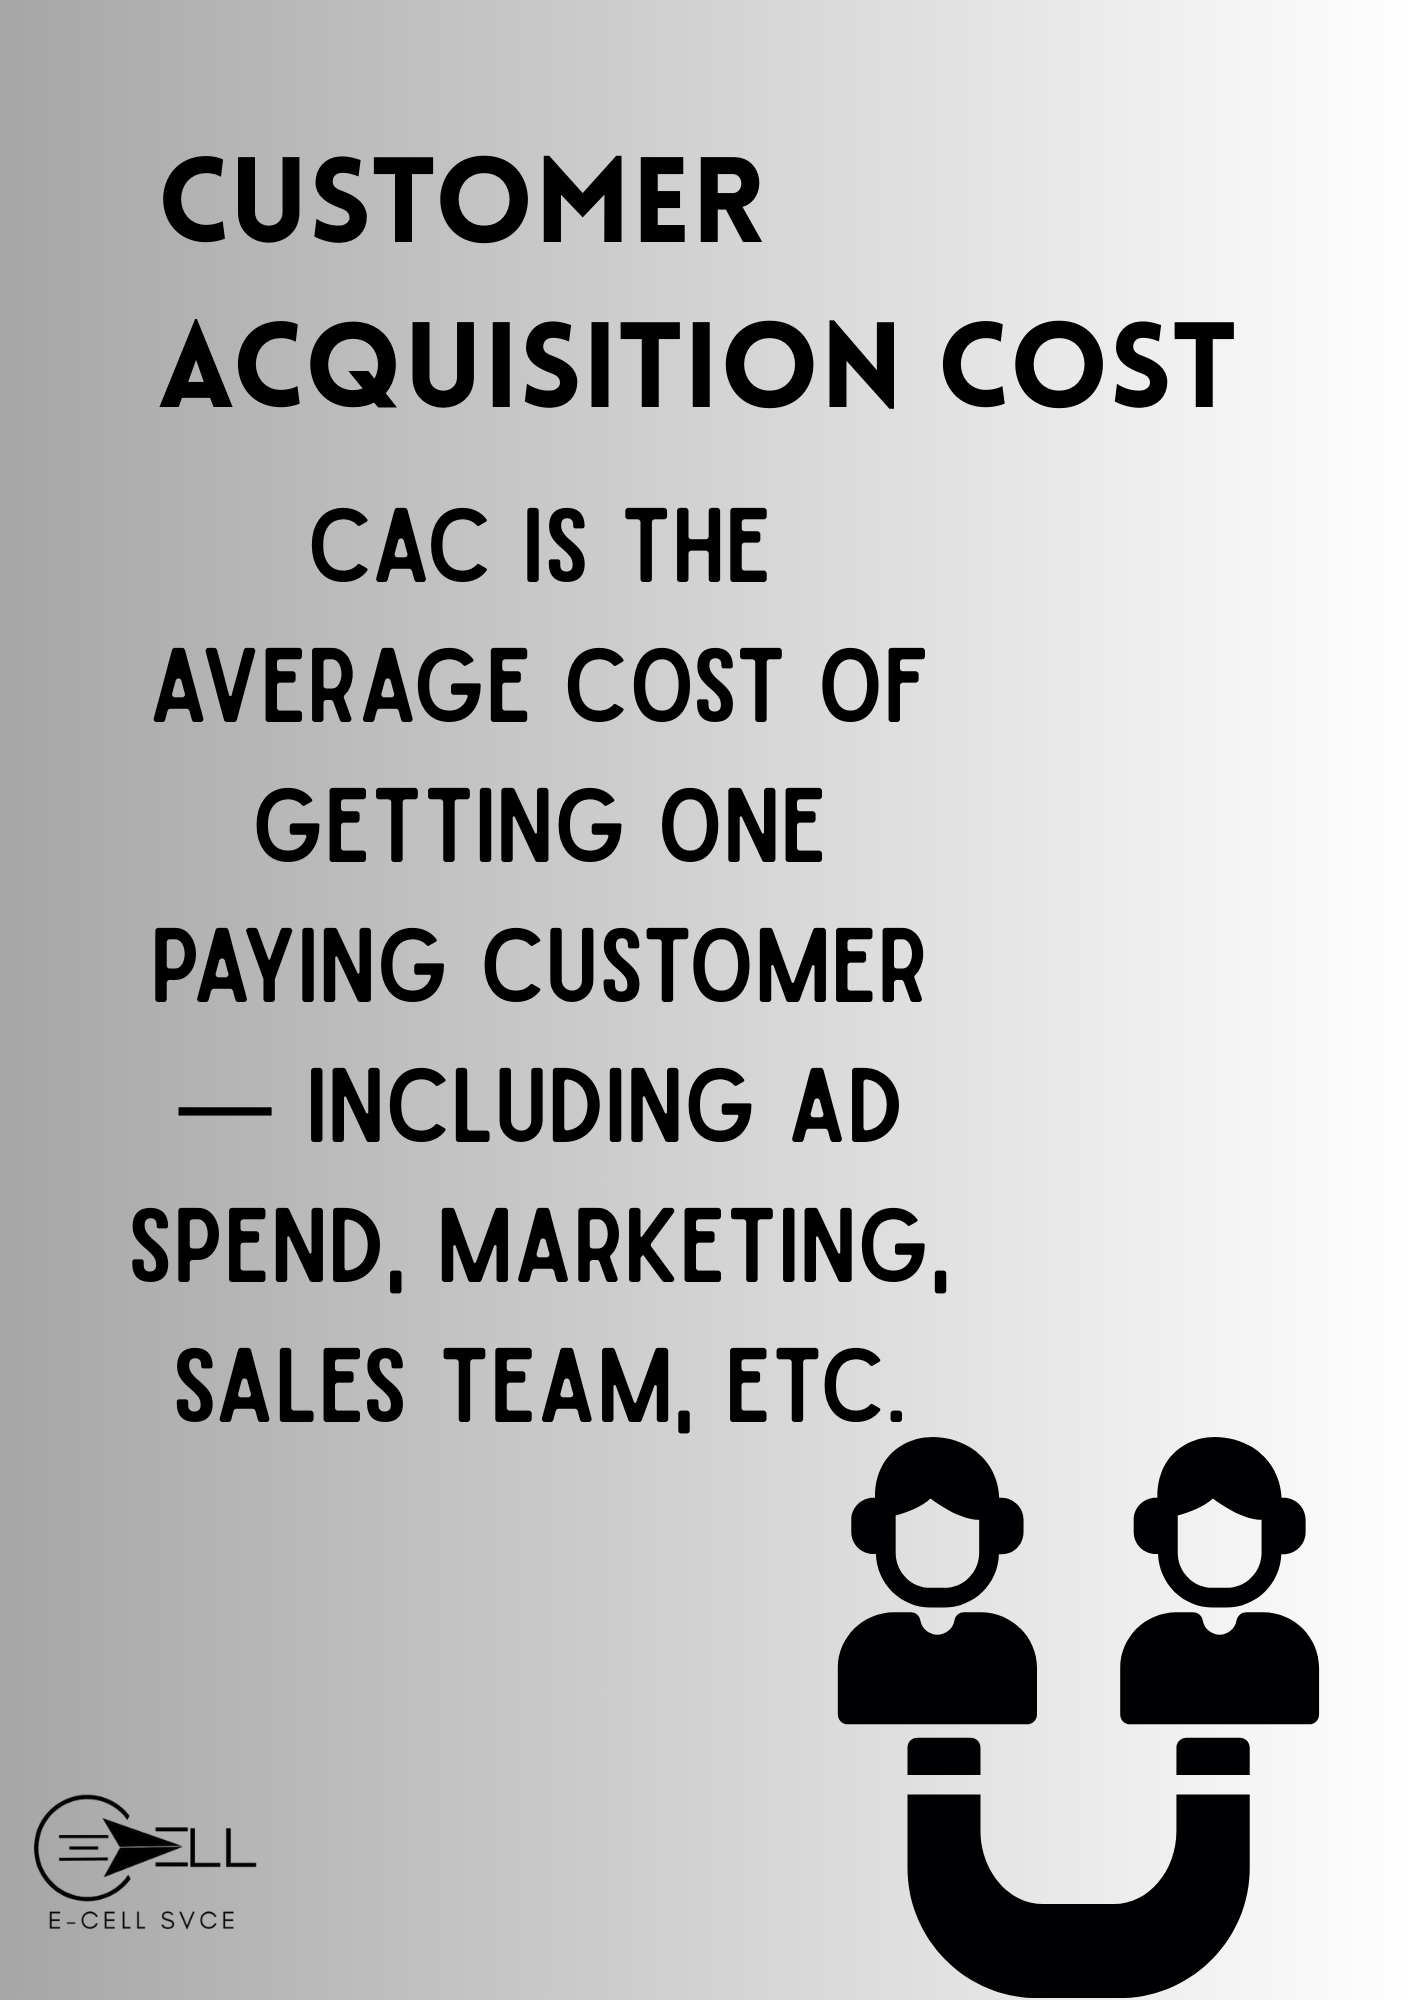 CUSTOMER
ACQUISITION COST
CAC IS THE
AVERAGE COST OF
GETTING ONE
PAYING CUSTOMER
— INCLUDING AD
SPEND, MARKETING,
SALES TEAM, ETC.
E-CELL
E-CELL SVCE